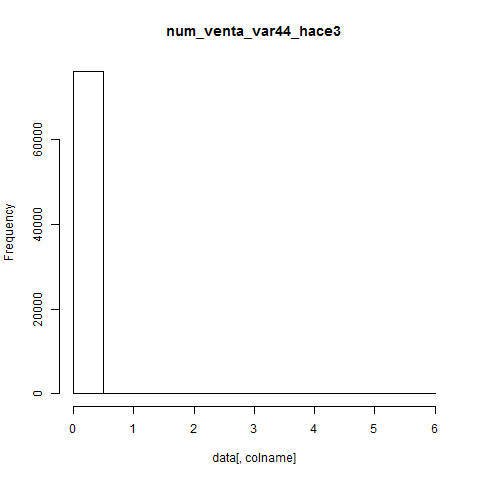 num_venta_var44_hace3
Frequency
60000
40000
20000
0
0 1 2 3 4 5 6
data[, colname]